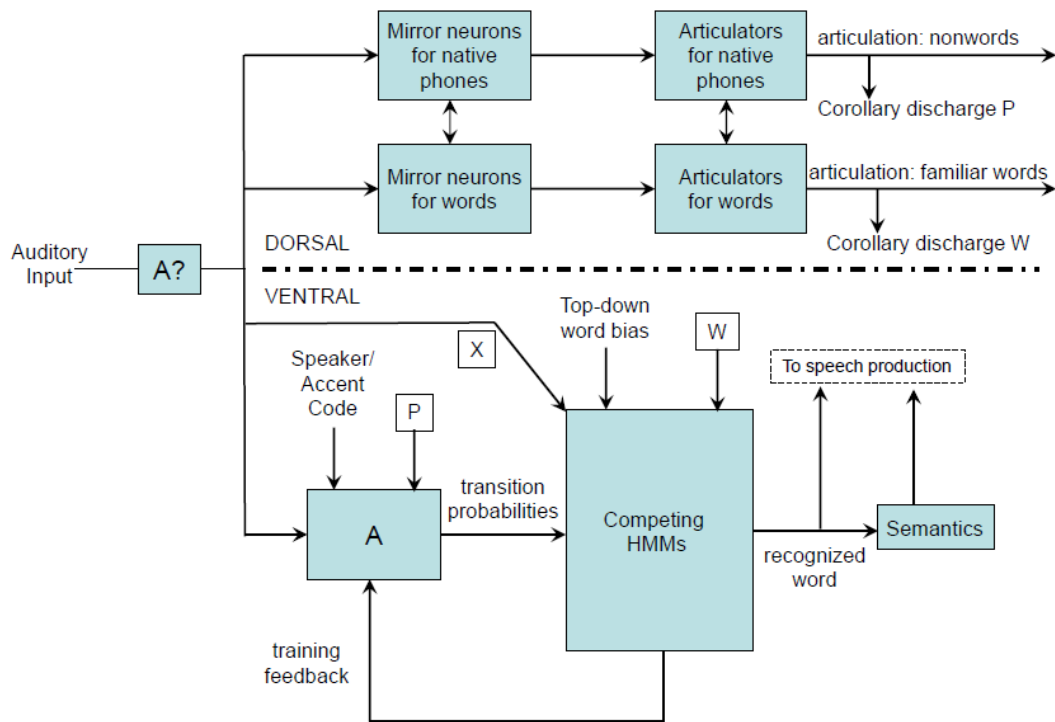 Mirror neurons
for native
phones
Articulators
for native
phones
articulation: nonwords
Corollary discharge P
Mirror neurons
for words
Articulators
for words
articulation: familiar words
Corollary discharge W
Auditory
Input
A?
DORSAL
VENTRAL
X
Speaker/
Accent
Code
P
Top-down
word bias
W
To speech production
transition
probabilities
A
Competing
HMMs
recognized
word
Semantics
training
feedback